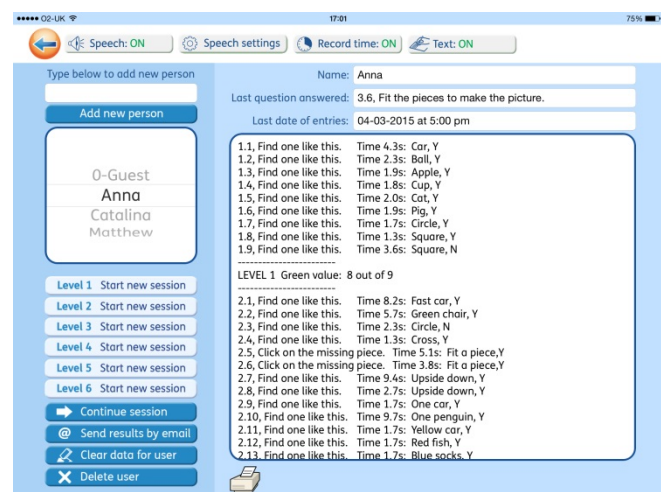 O2-UK
17:01
75%
Speech: ON
Speech settings
Record time: ON
Text: ON
Type below to add new person
Add new person
0-Guest
Anna
Catalina
Matthew
Level 1 Start new session
Level 2 Start new session
Level 3 Start new session
Level 4 Start new session
Level 5 Start new session
Level 6 Start new session
Continue session
@ Send results by email
Clear data for user
X Delete user
Name: Anna
Last question answered: 3.6, Fit the pieces to make the picture.
Last date of entries: 04-03-2015 at 5:00 pm
1.1, Find one like this. Time 4.3s: Car, Y
1.2, Find one like this. Time 2.3s: Ball, Y
1.3, Find one like this. Time 1.9s: Apple, Y
1.4, Find one like this. Time 1.8s: Cup, Y
1.5, Find one like this. Time 2.0s: Cat, Y
1.6, Find one like this. Time 1.9s: Pig, Y
1.7, Find one like this. Time 1.7s: Circle, Y
1.8, Find one like this. Time 1.3s: Square, Y
1.9, Find one like this. Time 3.6s: Square, N
------------------------
LEVEL 1 Green value: 8 out of 9
------------------------
2.1, Find one like this. Time 8.2s: Fast car, Y
2.2, Find one like this. Time 5.7s: Green chair, Y
2.3, Find one like this. Time 2.3s: Circle, N
2.4, Find one like this. Time 1.3s: Cross, Y
2.5, Click on the missing piece. Time 5.1s: Fit a piece,Y
2.6, Click on the missing piece. Time 3.8s: Fit a piece,Y
2.7, Find one like this. Time 9.4s: Upside down, Y
2.8, Find one like this. Time 2.7s: Upside down, Y
2.9, Find one like this. Time 1.7s: One car, Y
2.10, Find one like this. Time 9.7s: One penguin, Y
2.11, Find one like this. Time 1.7s: Yellow car, Y
2.12, Find one like this. Time 1.7s: Red fish, Y
2.13, Find one like this. Time 1.7s: Blue socks, Y